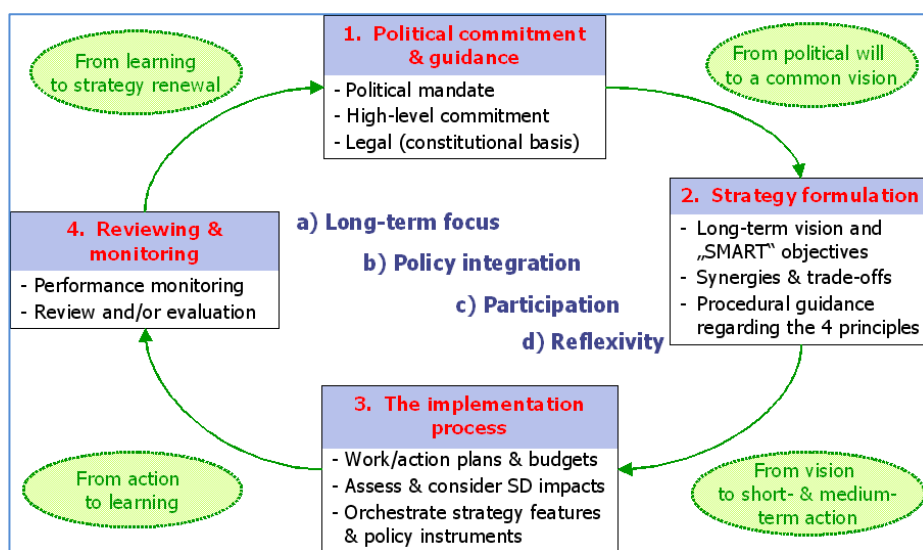 From learning
to strategy renewal
1. Political commitment
& guidance
- Political mandate
- High-level commitment
- Legal (constitutional basis)
From political will
to a common vision
2. Strategy formulation
- Long-term vision and
„SMART“ objectives
- Synergies & trade-offs
- Procedural guidance
regarding the 4 principles
4. Reviewing &
monitoring
- Performance monitoring
- Review and/or evaluation
a) Long-term focus
b) Policy integration
c) Participation
d) Reflexivity
3. The implementation
process
- Work/action plans & budgets
- Assess & consider SD impacts
- Orchestrate strategy features
& policy instruments
From action
to learning
From vision
to short- & medium-
term action